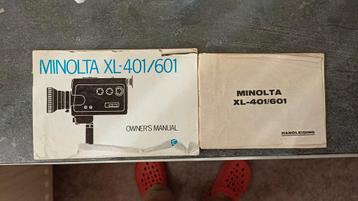 MINOLTA XL-401/601
OWNER'S MANUAL
MINOLTA
XL-401/601
HANDLEIDING